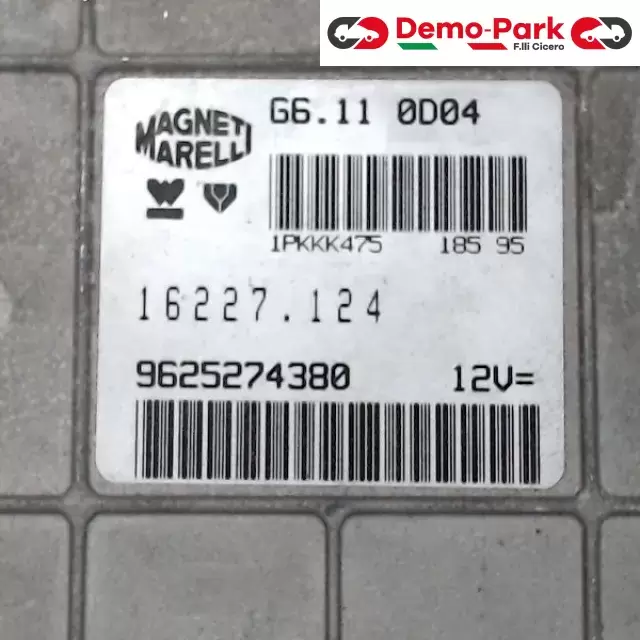 Demo-Park
F.lli Cicero
MAGNETI
MARELLI
G6.11 0D04
1PKKK475 185 95
16227.124
9625274380 12V=